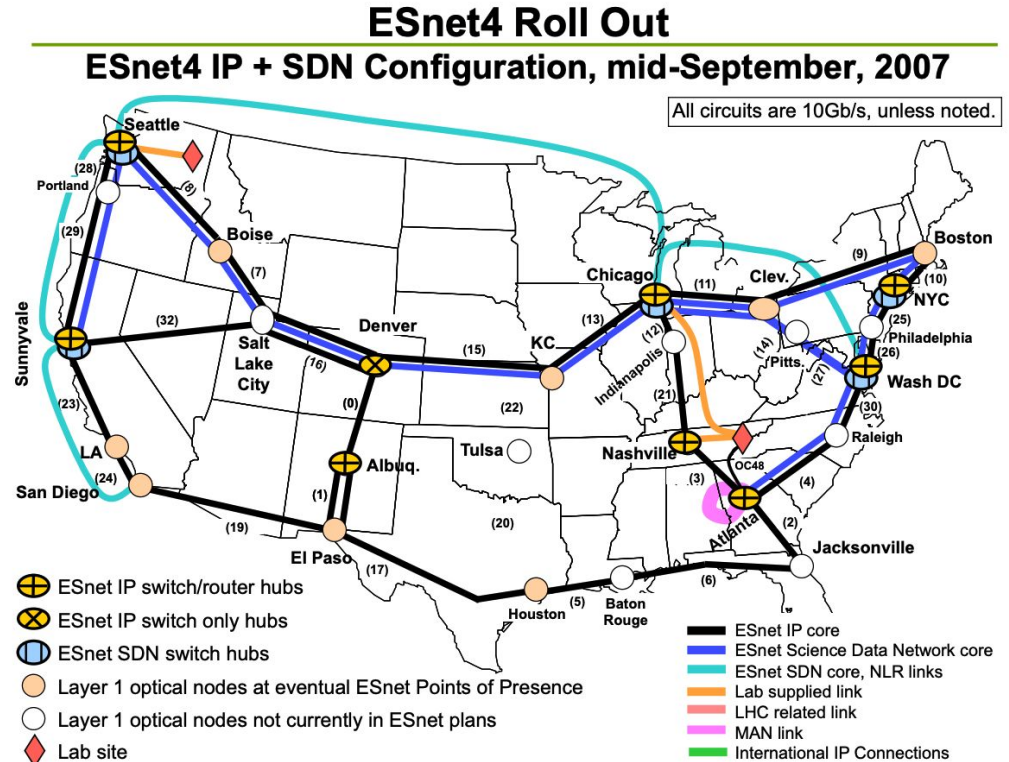 ESnet4 Roll Out
ESnet4 IP + SDN Configuration, mid-September, 2007
All circuits are 10Gb/s, unless noted.
Seattle
(28)
Portland
(8)
(29)
Boise
(7)
Boston
(9)
(10)
NYC
Chicago
(11)
Clev.
(25)
Philadelphia
(26)
Sunnyvale
(32)
Salt
Lake
City
Denver
(16)
(15)
KC
(13)
(12)
Indianapolis
(14)
Pitts.
(27)
Wash DC
(30)
(23)
(0)
(22)
(21)
Raleigh
LA
Tulsa
Nashville
Albuq.
OC48
(24)
San Diego
(3)
(4)
(1)
(19)
(20)
Atlanta
(2)
El Paso
Jacksonville
(17)
(6)
Houston
(5)
Baton
Rouge
ESnet IP switch/router hubs
ESnet IP switch only hubs
ESnet SDN switch hubs
Layer 1 optical nodes at eventual ESnet Points of Presence
Layer 1 optical nodes not currently in ESnet plans
Lab site
ESnet IP core
ESnet Science Data Network core
ESnet SDN core, NLR links
Lab supplied link
LHC related link
MAN link
International IP Connections